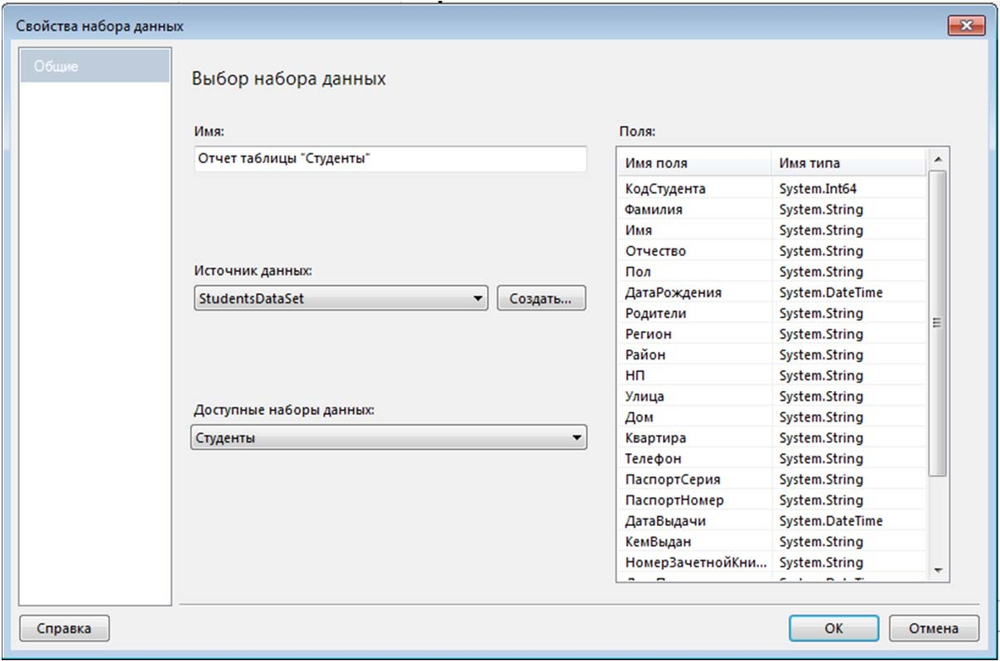 Свойства набора данных
Общие
Выбор набора данных
Имя:
Отчет таблицы "Студенты"
Источник данных:
StudentsDataSet
Создать...
Доступные наборы данных:
Студенты
Поля:
Имя поля Имя типа
КодСтудента System.Int64
Фамилия System.String
Имя System.String
Отчество System.String
Пол System.String
ДатаРождения System.DateTime
Родители System.String
Регион System.String
Район System.String
НП System.String
Улица System.String
Дом System.String
Квартира System.String
Телефон System.String
ПаспортСерия System.String
ПаспортНомер System.String
ДатаВыдачи System.DateTime
КемВыдан System.String
НомерЗачетнойКни... System.String
Справка
ОК
Отмена